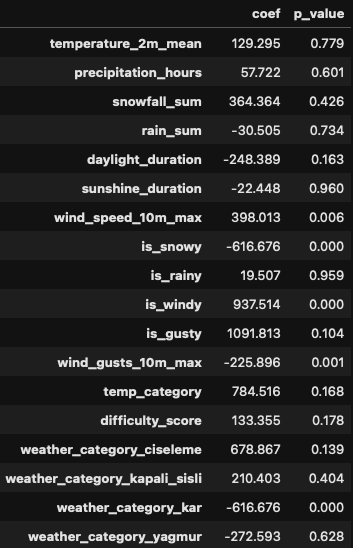 coef p_value
temperature_2m_mean 129.295 0.779
precipitation_hours 57.722 0.601
snowfall_sum 364.364 0.426
rain_sum -30.505 0.734
daylight_duration -248.389 0.163
sunshine_duration -22.448 0.960
wind_speed_10m_max 398.013 0.006
is_snowy -616.676 0.000
is_rainy 19.507 0.959
is_windy 937.514 0.000
is_gusty 1091.813 0.104
wind_gusts_10m_max -225.896 0.001
temp_category 784.516 0.168
difficulty_score 133.355 0.178
weather_category_ciseleme 678.867 0.139
weather_category_kapali_sisli 210.403 0.404
weather_category_kar -616.676 0.000
weather_category_yagmur -272.593 0.628